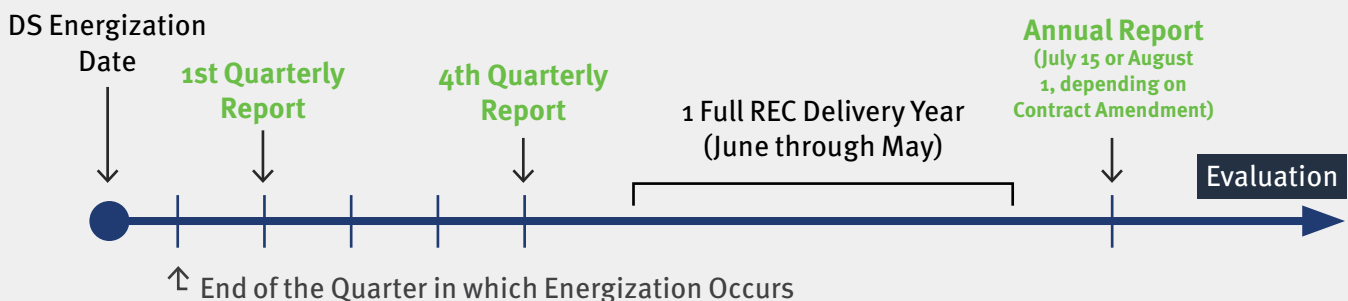 DS Energization
Date
1st Quarterly
Report
4th Quarterly
Report
1 Full REC Delivery Year
(June through May)
Annual Report
(July 15 or August
1, depending on
Contract Amendment)
Evaluation
End of the Quarter in which Energization Occurs